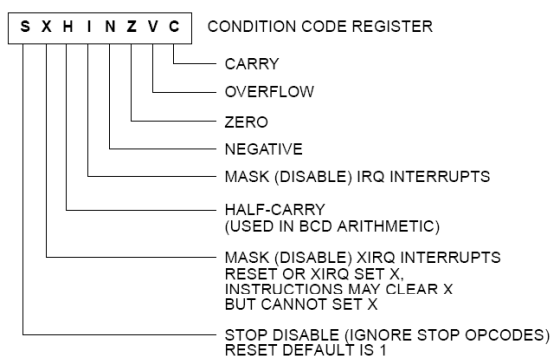 S X H I N Z V C CONDITION CODE REGISTER
CARRY
OVERFLOW
ZERO
NEGATIVE
MASK (DISABLE) IRQ INTERRUPTS
HALF-CARRY
(USED IN BCD ARITHMETIC)
MASK (DISABLE) XIRQ INTERRUPTS
RESET OR XIRQ SET X,
INSTRUCTIONS MAY CLEAR X
BUT CANNOT SET X
STOP DISABLE (IGNORE STOP OPCODES)
RESET DEFAULT IS 1